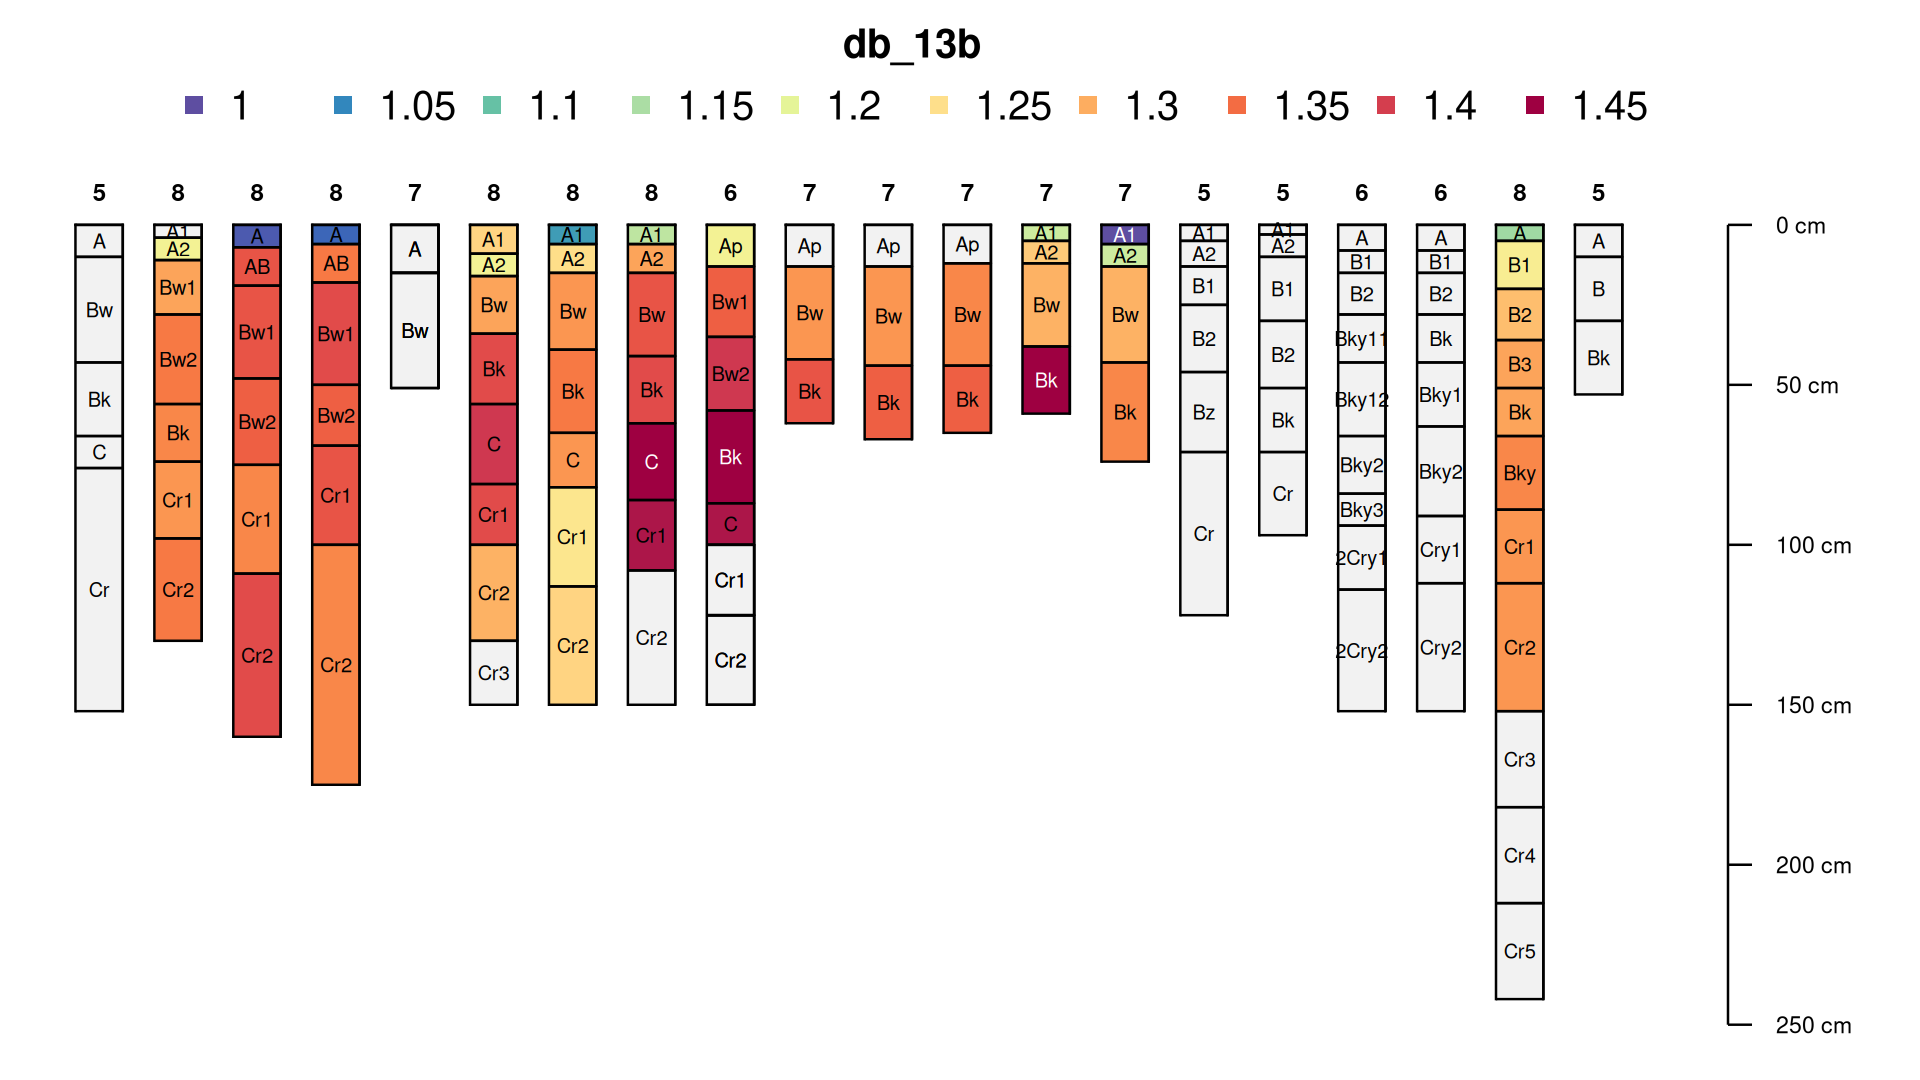 db_13b
1 1.05 1.1 1.15 1.2 1.25 1.3 1.35 1.4 1.45
5 8 8 8 7 8 8 8 6 7 7 7 7 7 5 5 6 6 8 5
A Bw Bk C Cr
A1 A2 Bw1 Bw2 Bk Cr1 Cr2
A AB Bw1 Bw2 Cr1 Cr2
A AB Bw1 Bw2 Cr1 Cr2
A Bw
A1 A2 Bw Bk C Cr1 Cr2 Cr3
A1 A2 Bw Bk C Cr1 Cr2
A1 A2 Bw Bk C Cr1 Cr2
Ap Bw1 Bw2 Bk C Cr1 Cr2
Ap Bw Bk
Ap Bw Bk
Ap Bw Bk
A1 A2 Bw Bk
A1 A2 Bw Bk
A1 A2 B1 B2 Bz Cr
A1 A2 B1 B2 Bk Cr
A B1 B2 Bky11 Bky12 Bky2 Bky3 2Cry1 2Cry2
A B1 B2 Bk Bky1 Bky2 Cry1 Cry2
A B1 B2 B3 Bk Bky Cr1 Cr2 Cr3 Cr4 Cr5
A B Bk
0 cm
50 cm
100 cm
150 cm
200 cm
250 cm